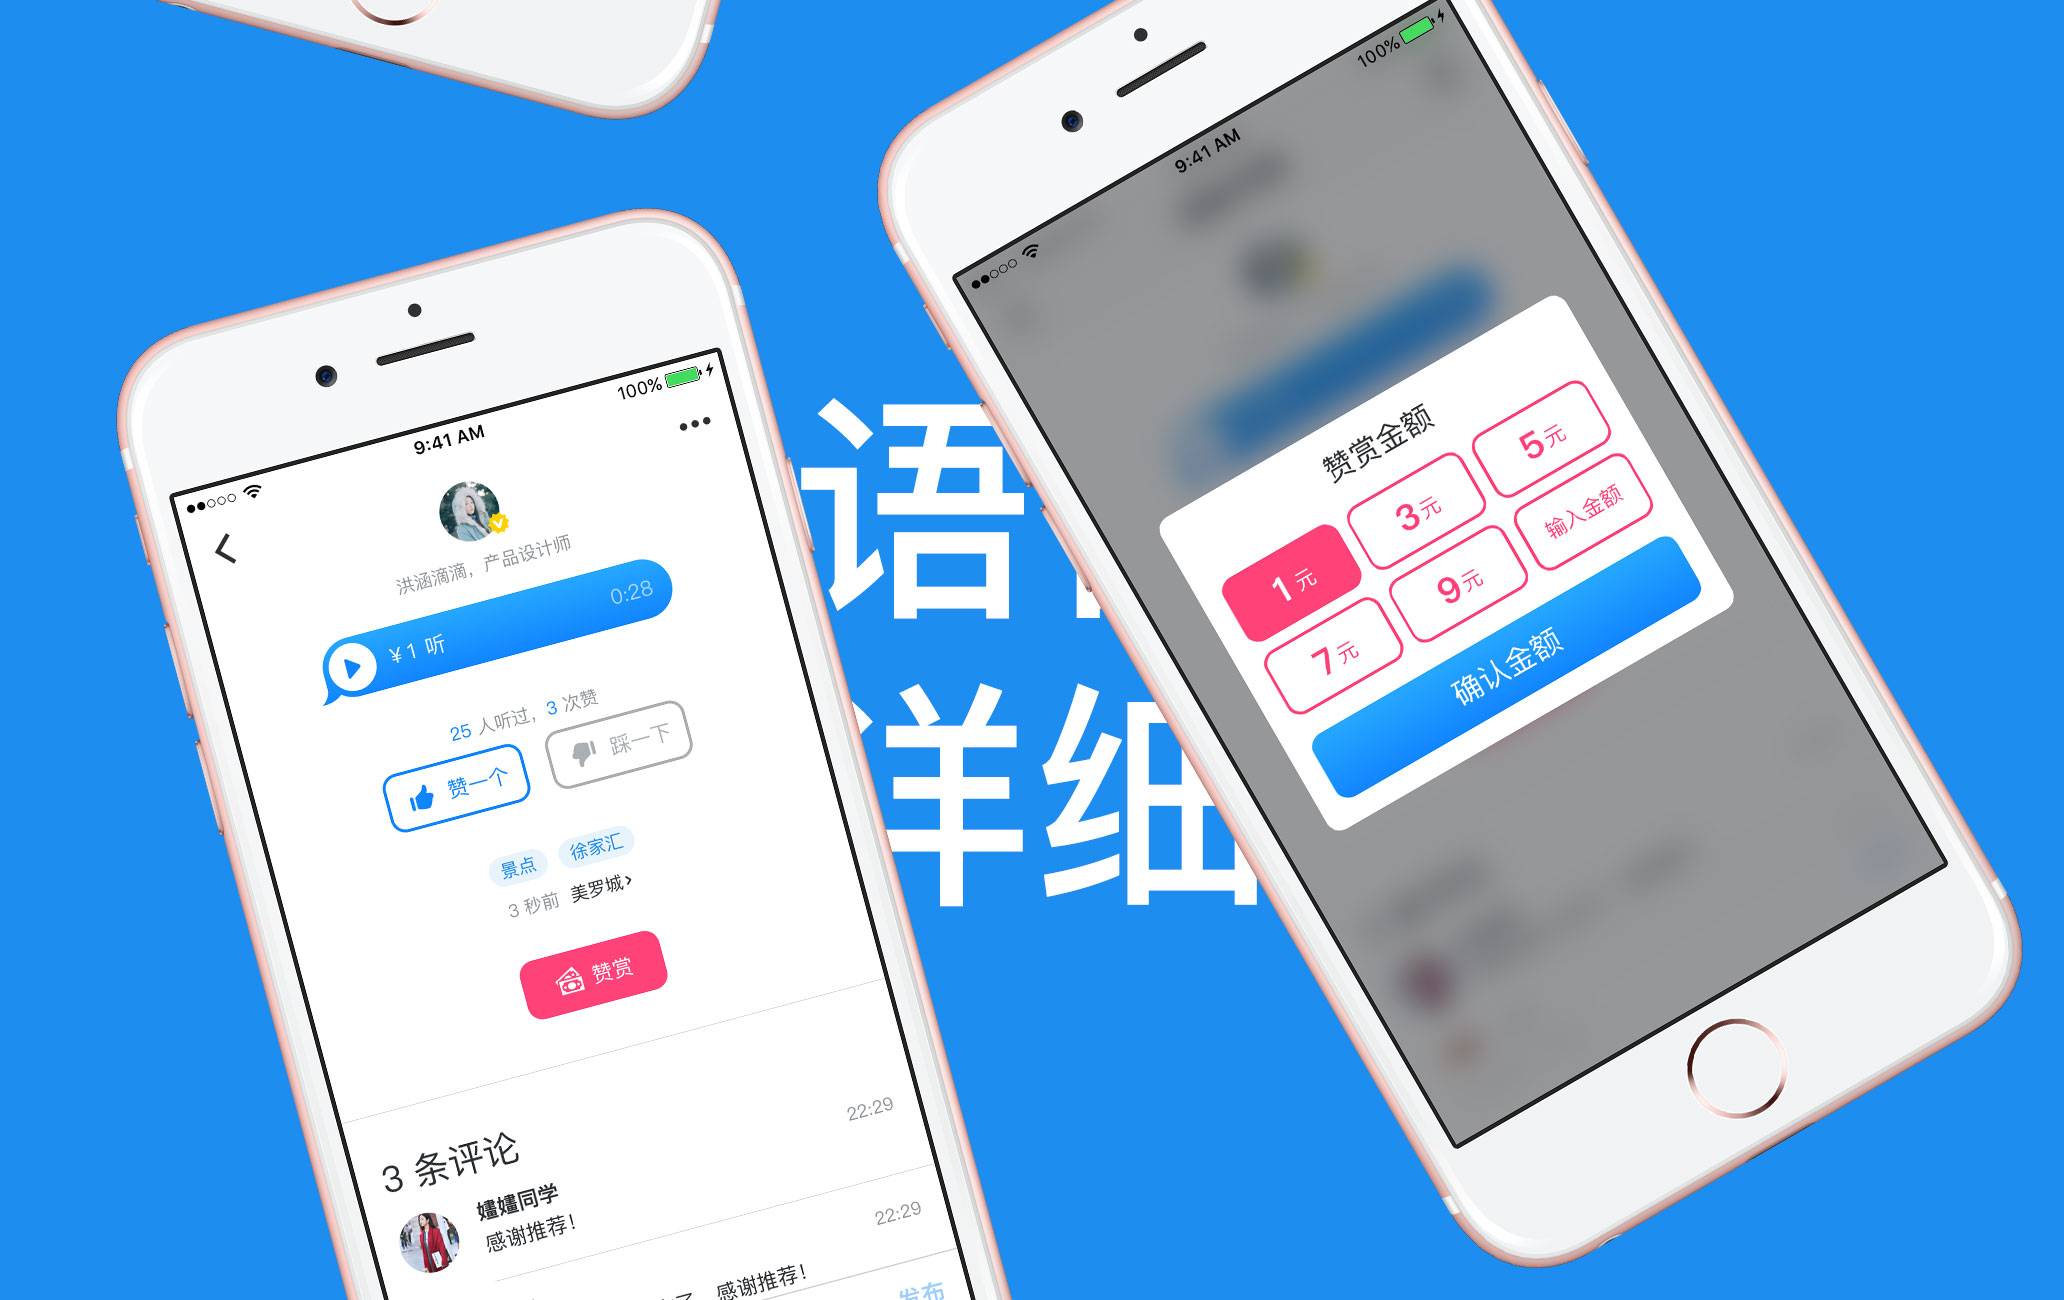 100%
9:41 AM
洪涵滴滴，产品设计师
0:28
¥1 听
25 人听过，3 次赞
赞一个
踩一下
景点
徐家汇
3 秒前 美罗城›
赞赏
3 条评论
22:29
嬗嬗同学
感谢推荐！
22:29
感谢推荐！
发布
语
详细
100%
9:41 AM
赞赏金额
1元
3元
5元
7元
9元
输入金额
确认金额